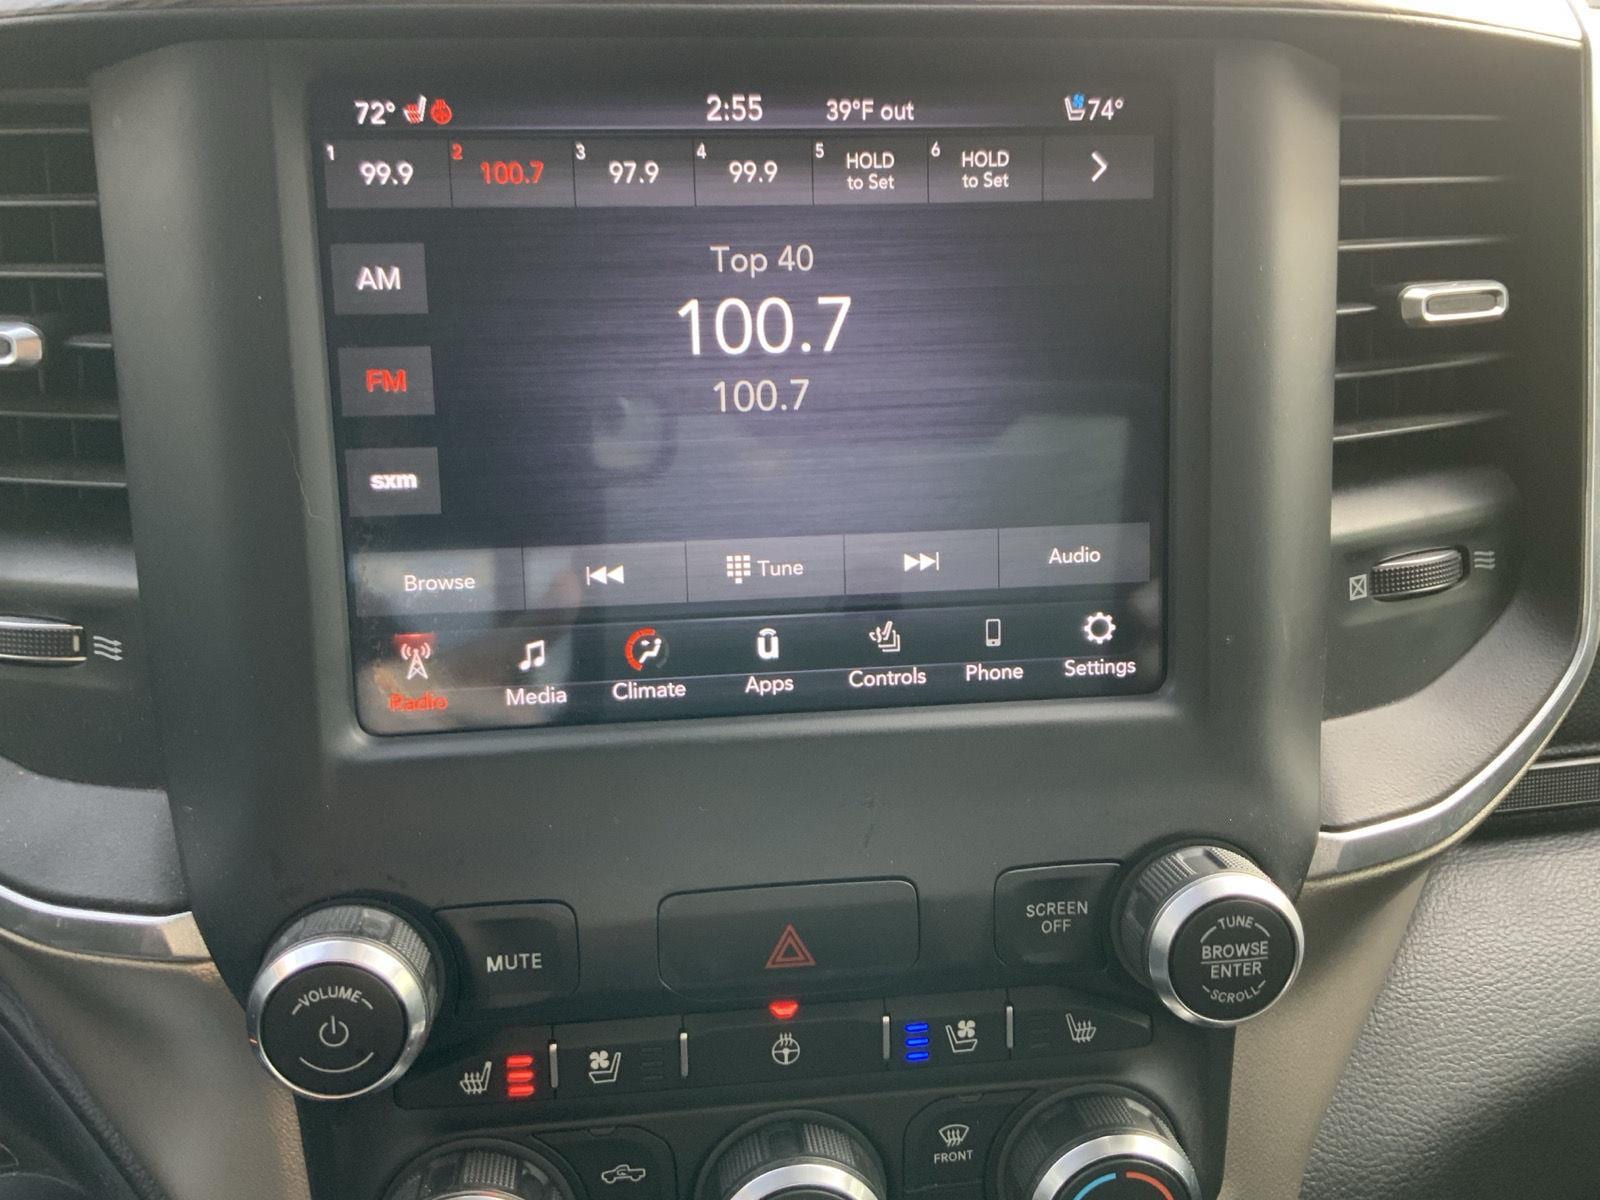 72° 2:55 39°F out 74°
1 99.9 2 100.7 3 97.9 4 99.9 5 HOLD to Set 6 HOLD to Set
Top 40
AM
100.7
FM
100.7
sxm
Browse Tune Audio
Radio Media Climate Apps Controls Phone Settings
SCREEN
OFF
MUTE
TUNE
BROWSE
ENTER
SCROLL
VOLUME
FRONT